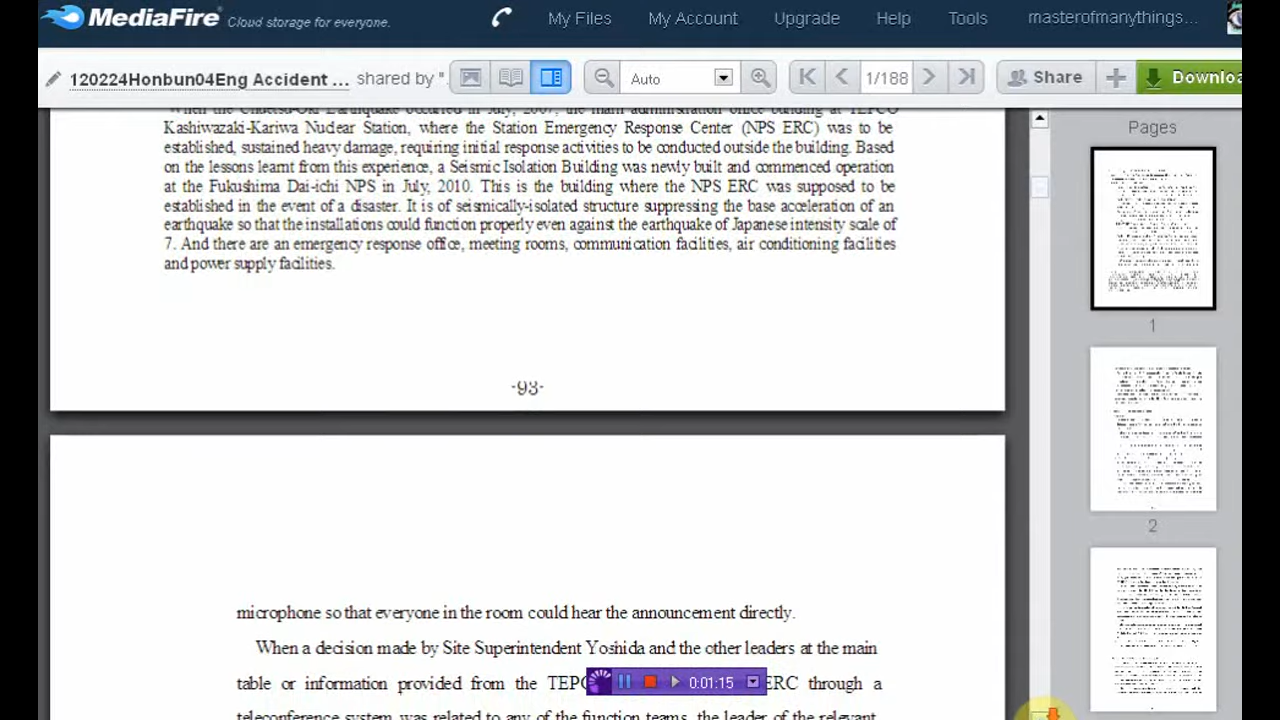 MediaFire Cloud storage for everyone. My Files My Account Upgrade Help Tools masterofmanythings...
120224Honbun04Eng Accident ... shared by ". Auto 1/188 Share Downlo
When the Chuetsu-Oki Earthquake occurred in July, 2007, the main administration office building at TEPCO
Kashiwazaki-Kariwa Nuclear Station, where the Station Emergency Response Center (NPS ERC) was to be
established, sustained heavy damage, requiring initial response activities to be conducted outside the building. Based
on the lessons learnt from this experience, a Seismic Isolation Building was newly built and commenced operation
at the Fukushima Dai-ichi NPS in July, 2010. This is the building where the NPS ERC was supposed to be
established in the event of a disaster. It is of seismically-isolated structure suppressing the base acceleration of an
earthquake so that the installations could function properly even against the earthquake of Japanese intensity scale of
7. And there are an emergency response office, meeting rooms, communication facilities, air conditioning facilities
and power supply facilities.
-93-
microphone so that everyone in the room could hear the announcement directly.
When a decision made by Site Superintendent Yoshida and the other leaders at the main
table or information provided from the TEPC ERC through a
teleconference system was related to any of the function teams, the leader of the relevant
0:01:15
Pages
1
2